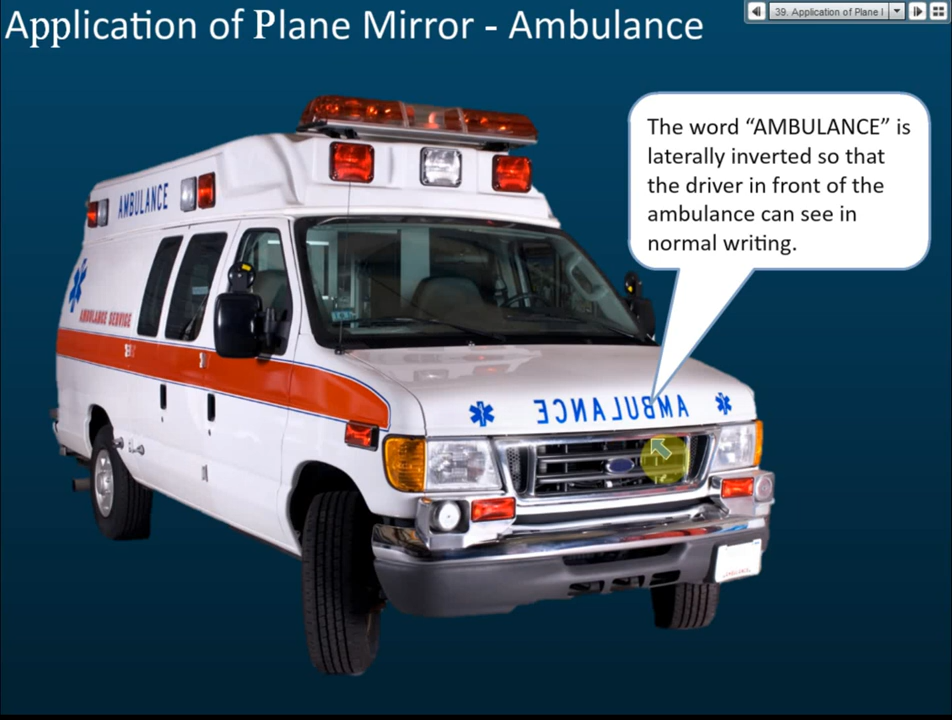 Application of Plane Mirror - Ambulance
39. Application of Plane I
The word “AMBULANCE” is
laterally inverted so that
the driver in front of the
ambulance can see in
normal writing.
AMBULANCE
AMBULANCE SERVICE
AMBULANCE